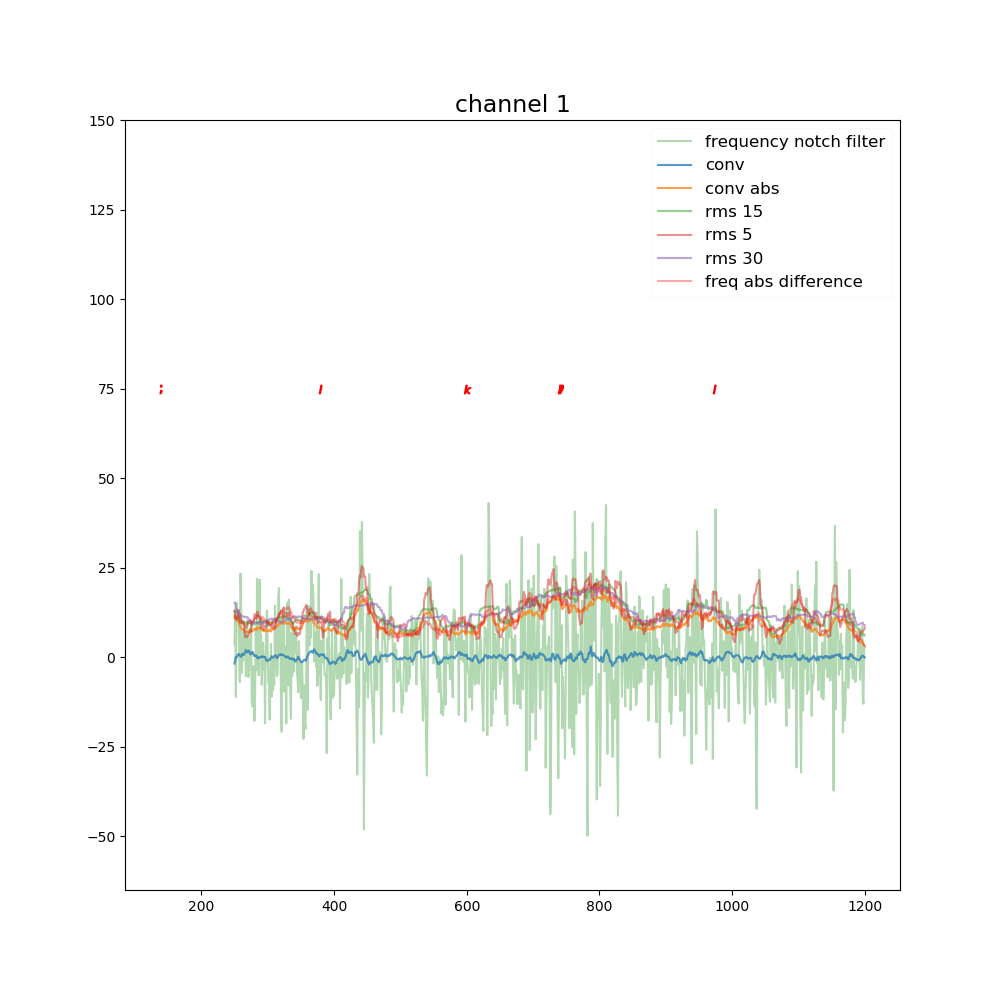 channel 1
150
125
100
75
50
25
0
−25
−50
frequency notch filter
conv
conv abs
rms 15
rms 5
rms 30
freq abs difference
; l k l
200 400 600 800 1000 1200